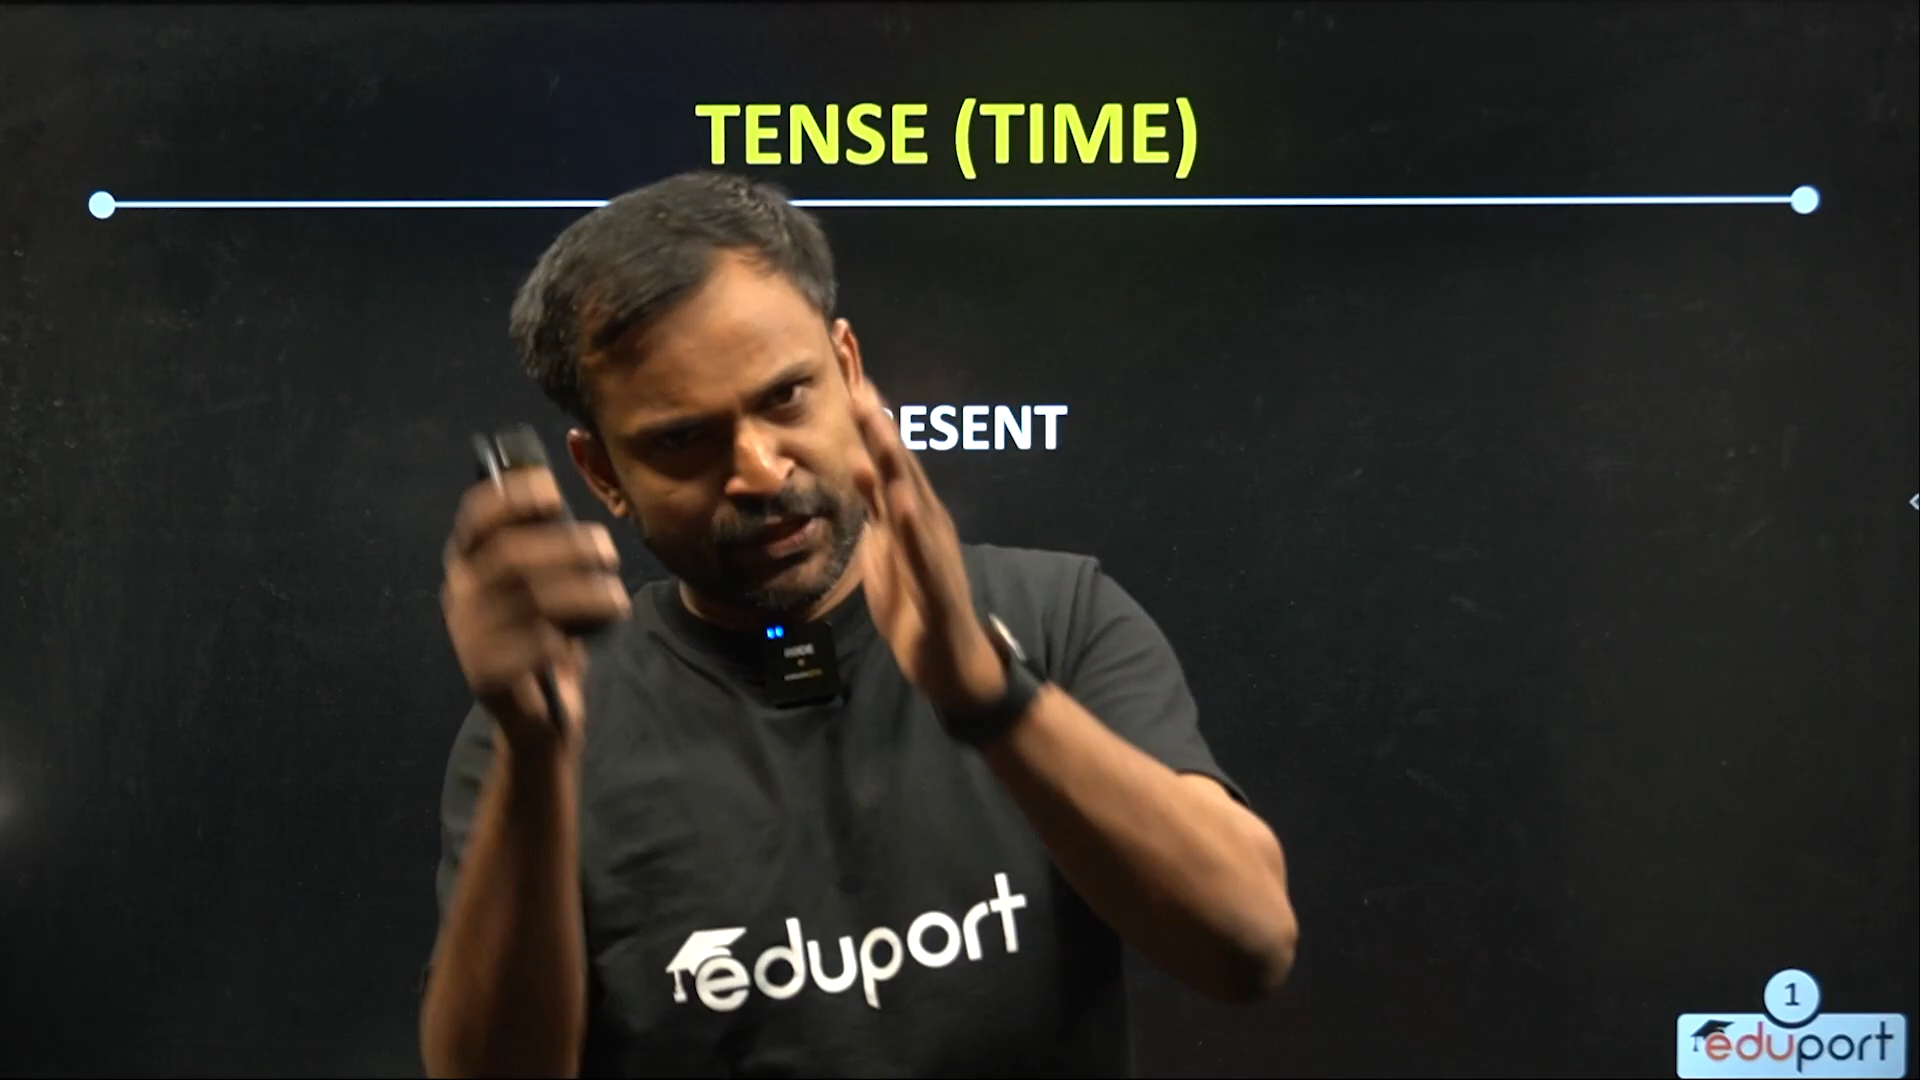 TENSE (TIME)
ESENT
eduport
1
eduport